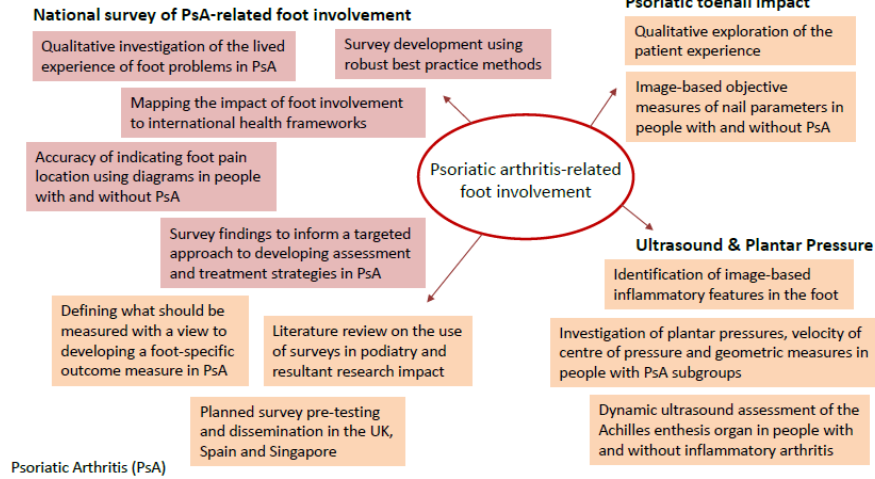 National survey of PsA-related foot involvement
Qualitative investigation of the lived
experience of foot problems in PsA
Survey development using
robust best practice methods
Mapping the impact of foot involvement
to international health frameworks
Accuracy of indicating foot pain
location using diagrams in people
with and without PsA
Survey findings to inform a targeted
approach to developing assessment
and treatment strategies in PsA
Defining what should be
measured with a view to
developing a foot-specific
outcome measure in PsA
Literature review on the use
of surveys in podiatry and
resultant research impact
Planned survey pre-testing
and dissemination in the UK,
Spain and Singapore
Psoriatic arthritis-related
foot involvement
Psoriatic toenail impact
Qualitative exploration of the
patient experience
Image-based objective
measures of nail parameters in
people with and without PsA
Ultrasound & Plantar Pressure
Identification of image-based
inflammatory features in the foot
Investigation of plantar pressures, velocity of
centre of pressure and geometric measures in
people with PsA subgroups
Dynamic ultrasound assessment of the
Achilles enthesis organ in people with
and without inflammatory arthritis
Psoriatic Arthritis (PsA)